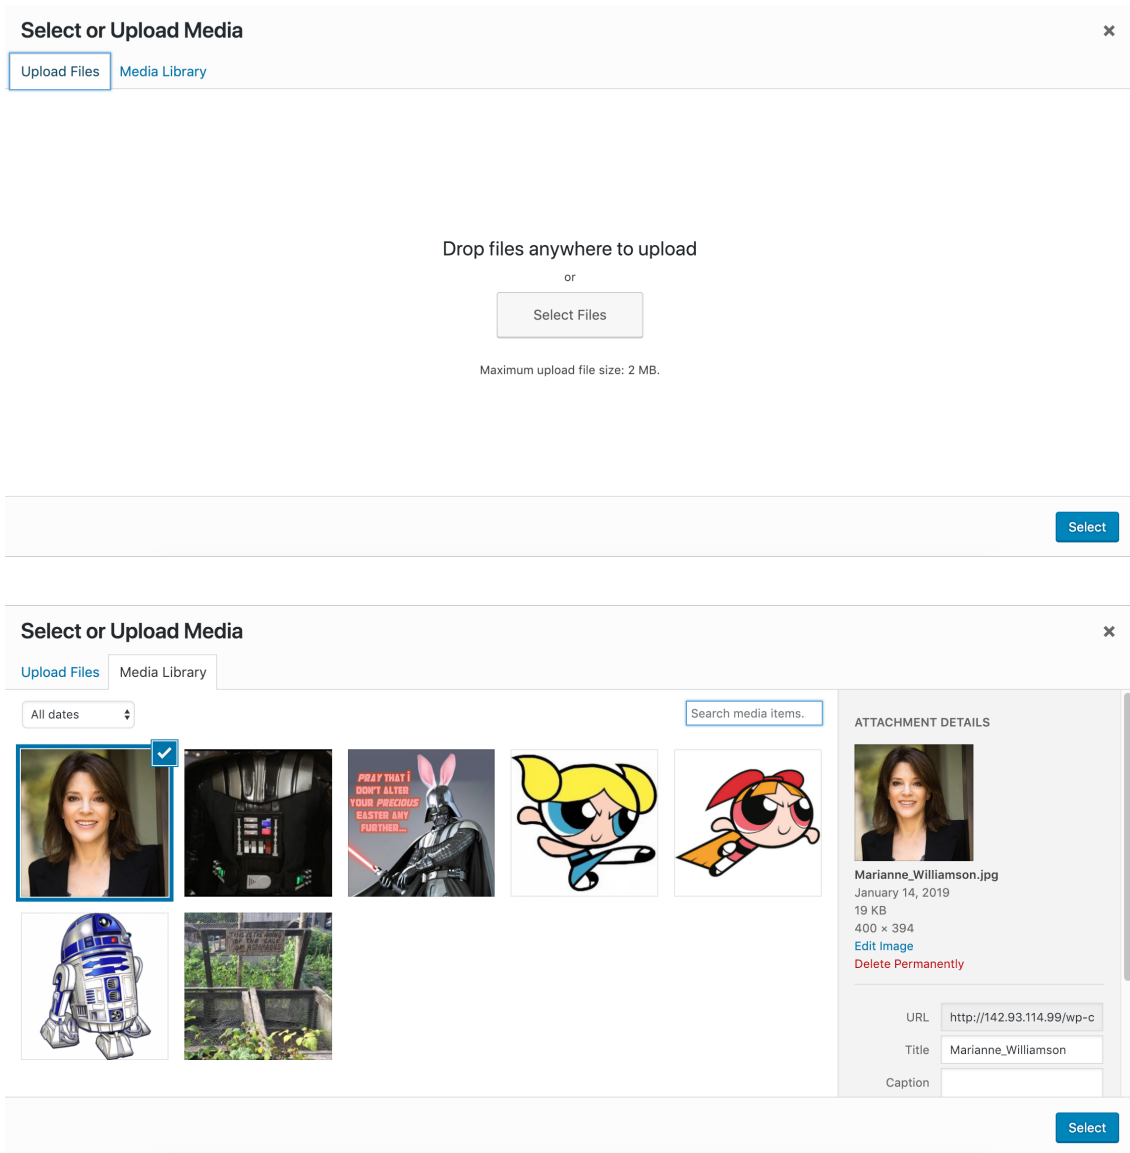 Select or Upload Media
×
Upload Files
Media Library
Drop files anywhere to upload
or
Select Files
Maximum upload file size: 2 MB.
Select
Select or Upload Media
×
Upload Files
Media Library
All dates
Search media items.
PRAY THAT I
DON'T ALTER
YOUR PRECIOUS
EASTER ANY
FURTHER...
ATTACHMENT DETAILS
Marianne_Williamson.jpg
January 14, 2019
19 KB
400 × 394
Edit Image
Delete Permanently
URL
http://142.93.114.99/wp-c
Title
Marianne_Williamson
Caption
Select